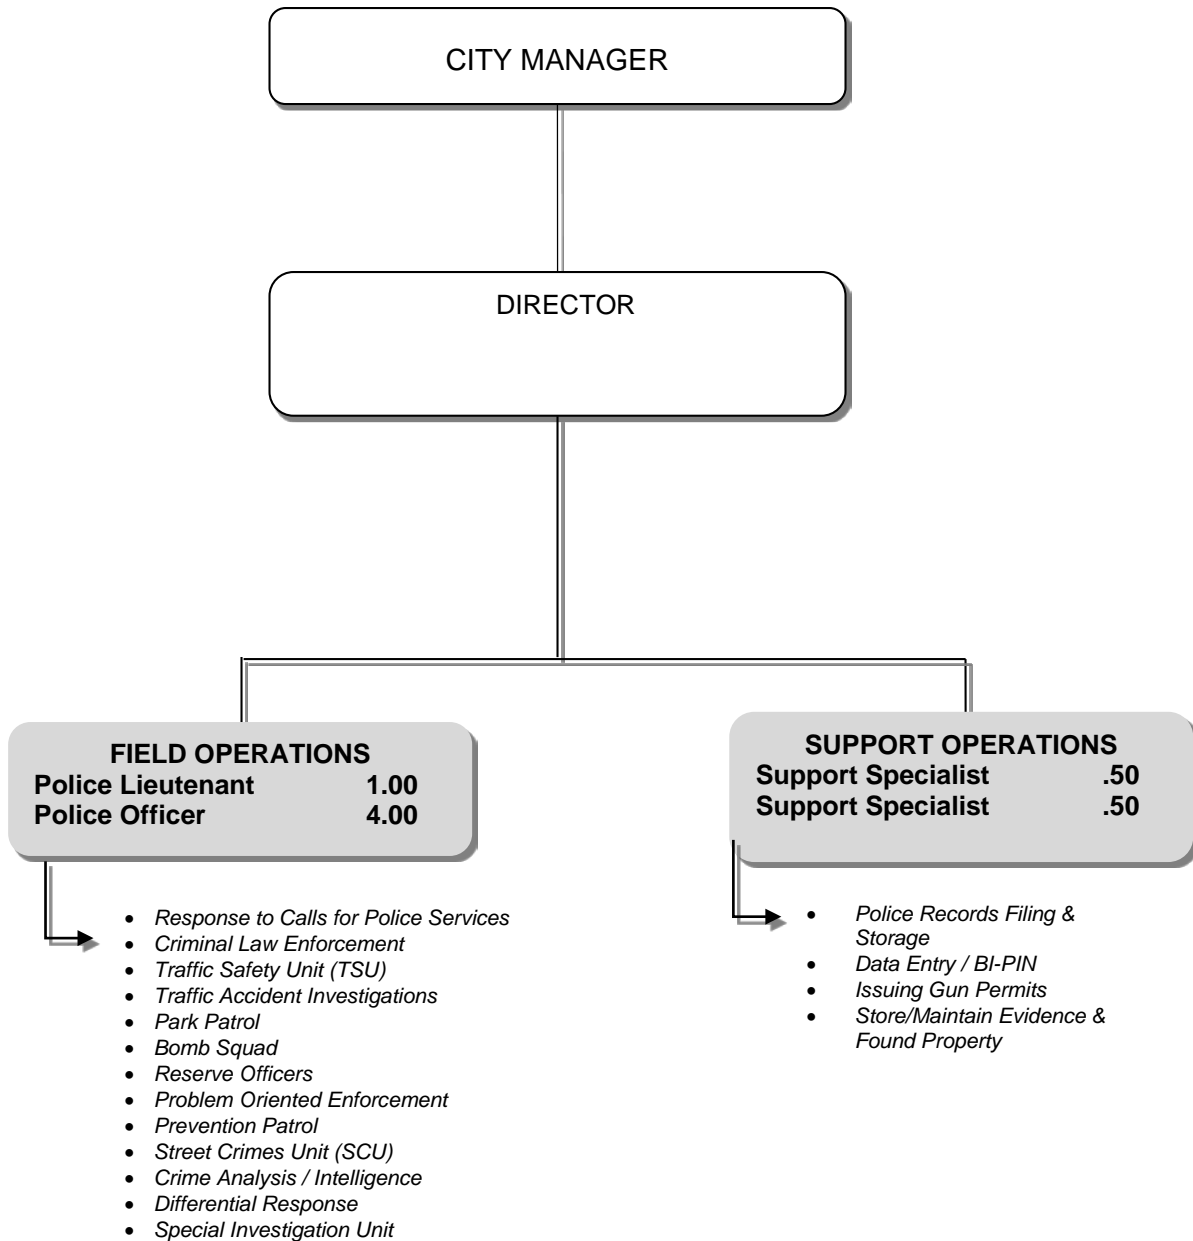 CITY MANAGER
DIRECTOR
FIELD OPERATIONS
Police Lieutenant 1.00
Police Officer 4.00
• Response to Calls for Police Services
• Criminal Law Enforcement
• Traffic Safety Unit (TSU)
• Traffic Accident Investigations
• Park Patrol
• Bomb Squad
• Reserve Officers
• Problem Oriented Enforcement
• Prevention Patrol
• Street Crimes Unit (SCU)
• Crime Analysis / Intelligence
• Differential Response
• Special Investigation Unit
SUPPORT OPERATIONS
Support Specialist .50
Support Specialist .50
• Police Records Filing &
Storage
• Data Entry / BI-PIN
• Issuing Gun Permits
• Store/Maintain Evidence &
Found Property